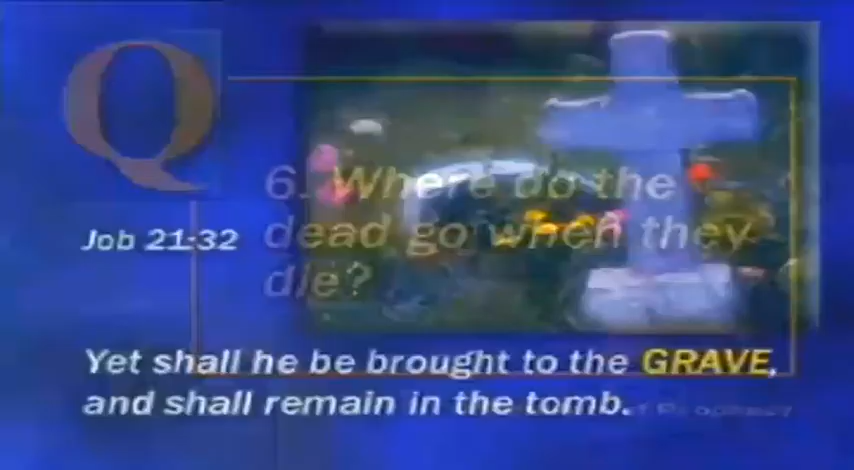 Q
6. Where do the
dead go when they
die?
Job 21:32
Yet shall he be brought to the GRAVE,
and shall remain in the tomb.